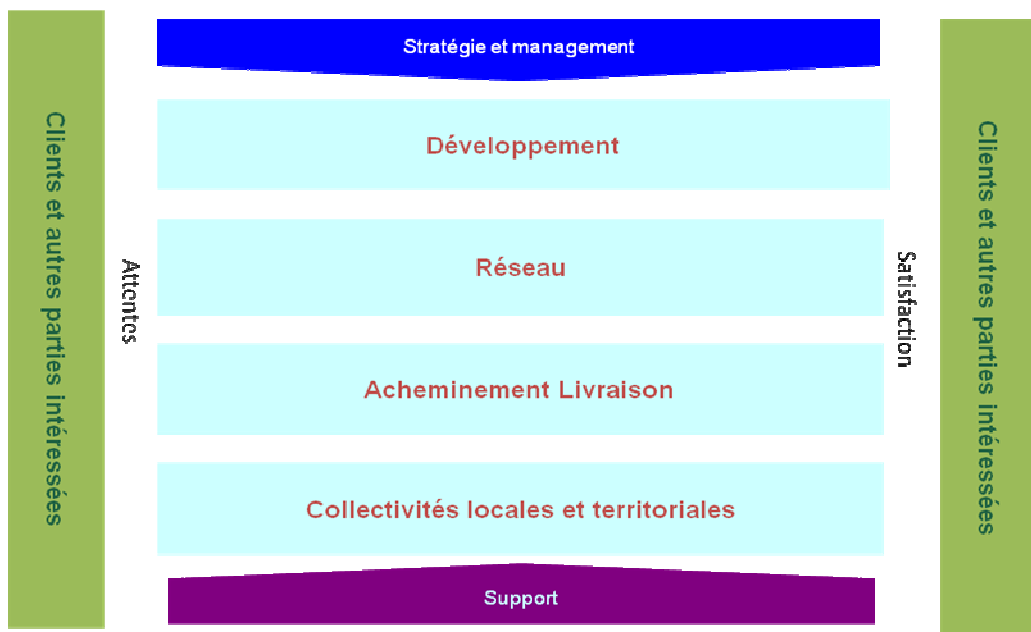 Clients et autres parties intéressées
Attentes
Stratégie et management
Développement
Réseau
Acheminement Livraison
Collectivités locales et territoriales
Support
Satisfaction
Clients et autres parties intéressées